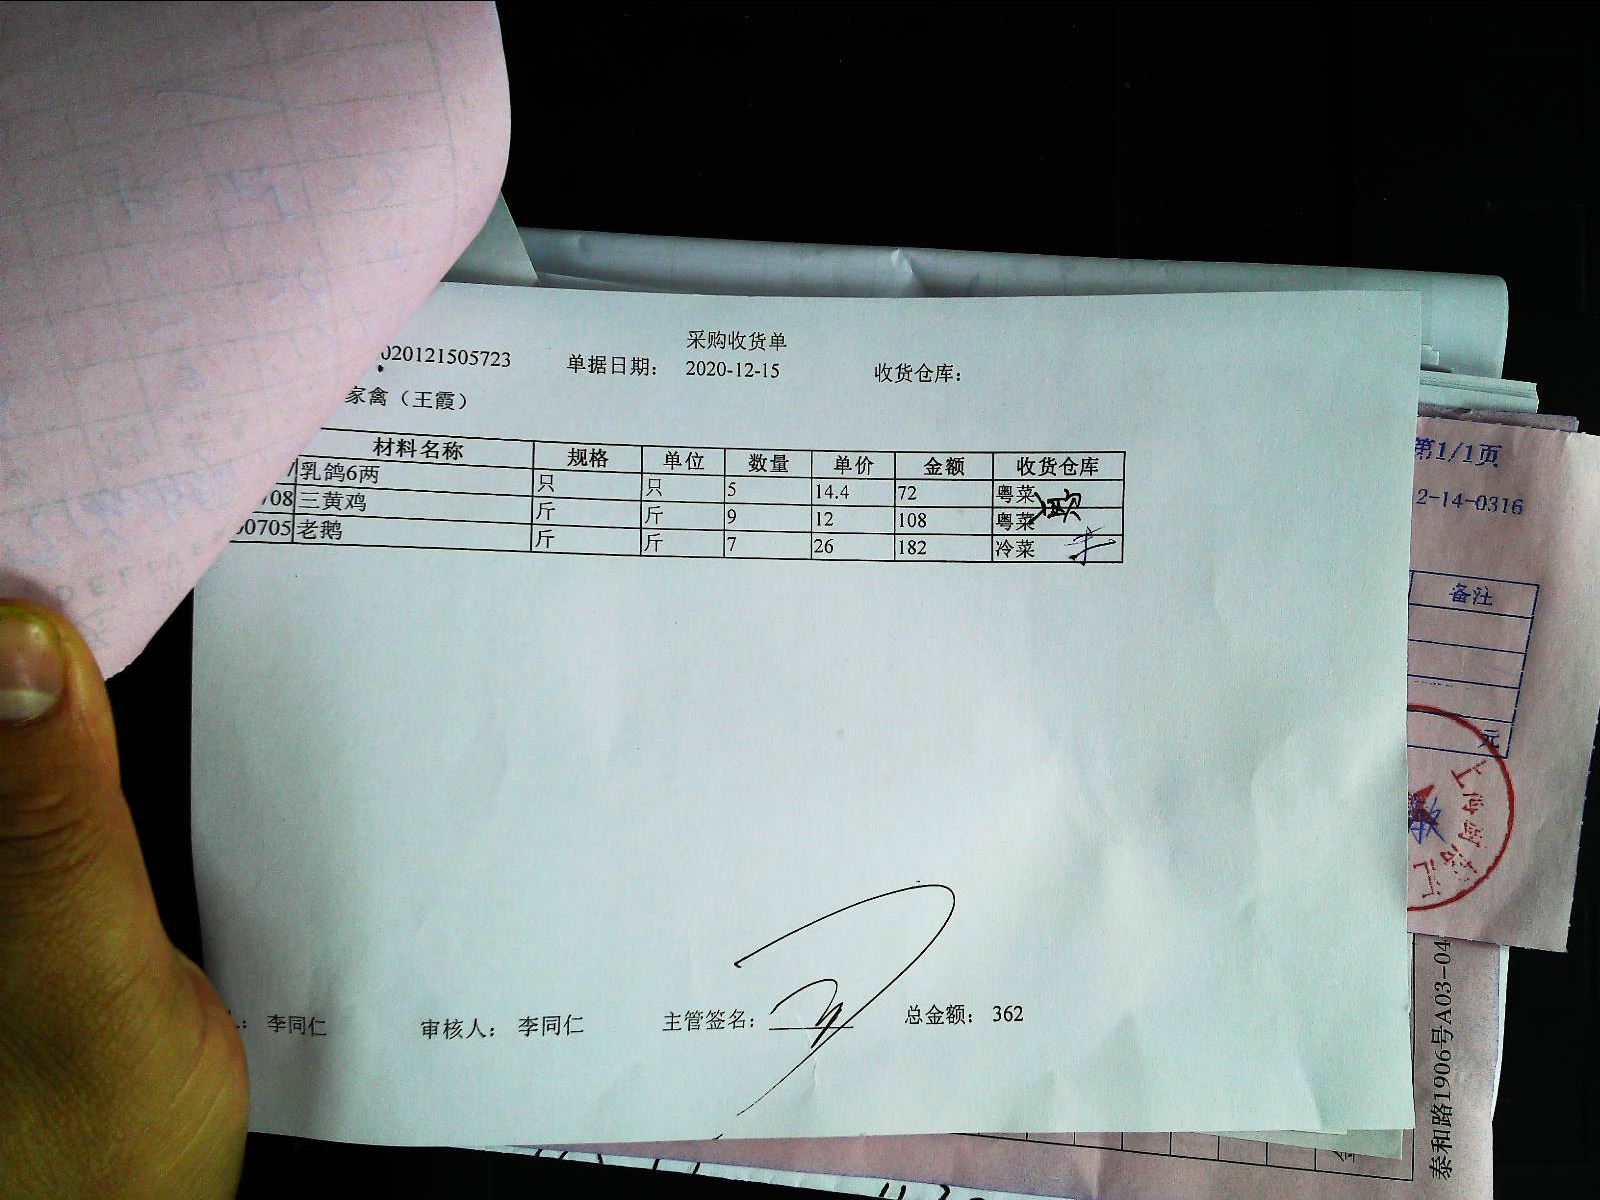 采购收货单
020121505723 单据日期： 2020-12-15 收货仓库：
家禽（王霞）
材料名称 规格 单位 数量 单价 金额 收货仓库
乳鸽6两 只 只 5 14.4 72 粤菜
08 三黄鸡 斤 斤 9 12 108 粤菜
0705 老鹅 斤 斤 7 26 182 冷菜
李同仁 审核人： 李同仁 主管签名： 总金额： 362
第1/1页
2-14-0316
备注
元
泰和路1906号A03-04